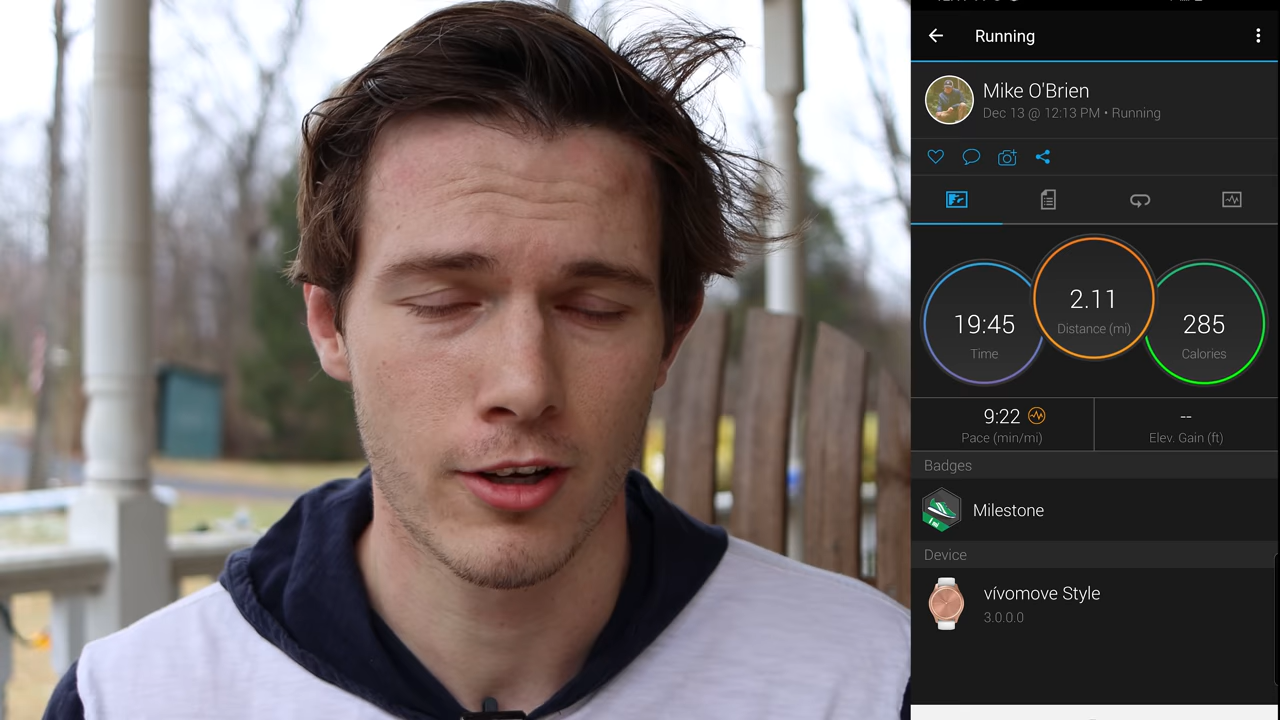 Running
Mike O'Brien
Dec 13 @ 12:13 PM • Running
19:45
Time
2.11
Distance (mi)
285
Calories
9:22
Pace (min/mi)
--
Elev. Gain (ft)
Badges
Milestone
Device
vívomove Style
3.0.0.0